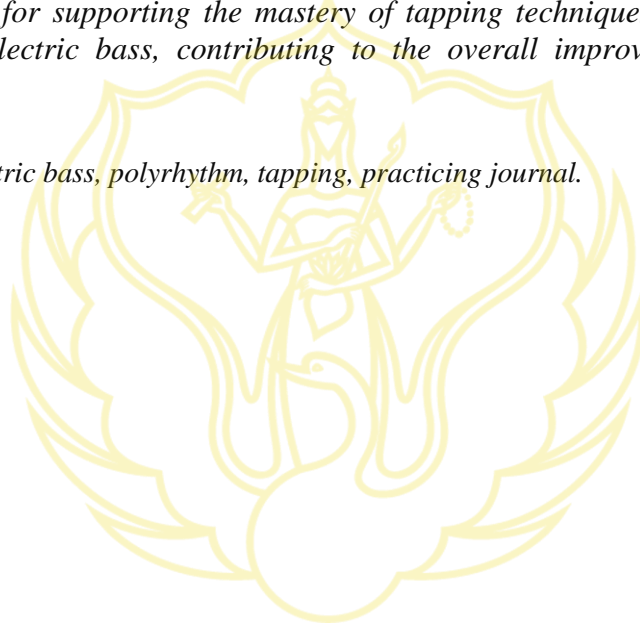 for supporting the mastery of tapping technique
lectric bass, contributing to the overall improv
tric bass, polyrhythm, tapping, practicing journal.